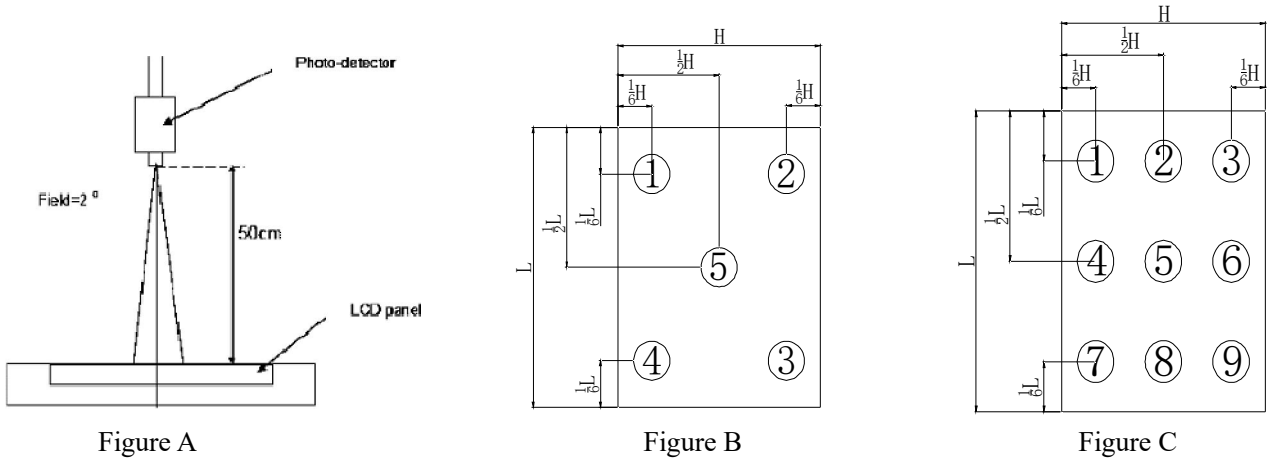 Photo-detector
Field=2°
50cm
LCD panel
Figure A
H
1/2H
1/6H
1/6H
L
1/2L
1/6L
1/6L
1
2
5
4
3
Figure B
H
1/2H
1/6H
1/6H
L
1/2L
1/6L
1/6L
1
2
3
4
5
6
7
8
9
Figure C